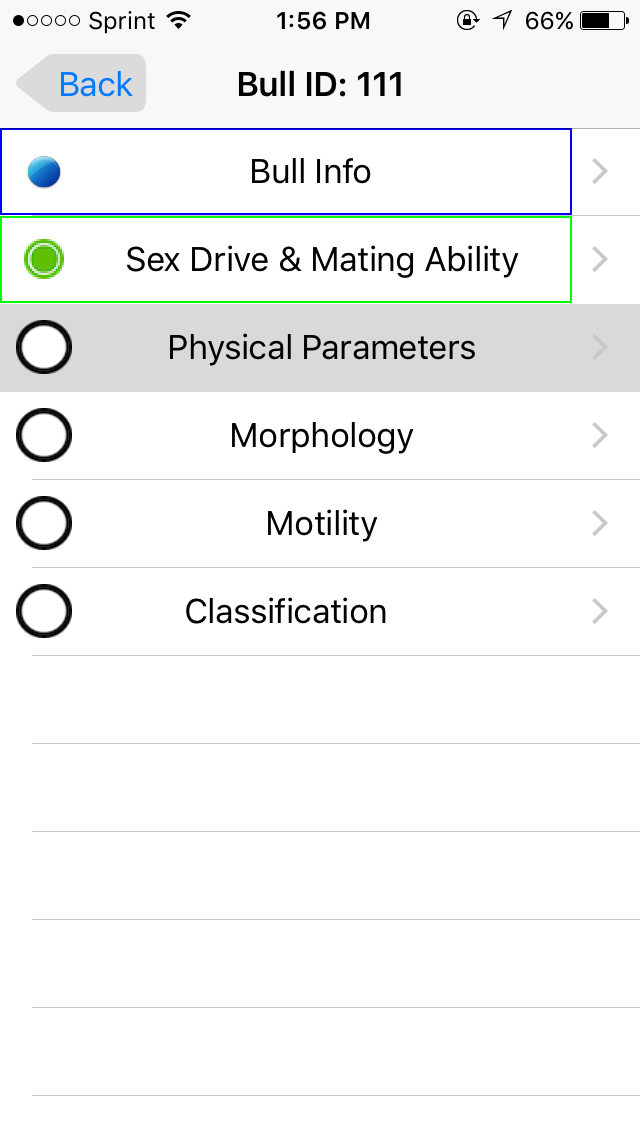 Sprint 1:56 PM 66%
Back Bull ID: 111
Bull Info
Sex Drive & Mating Ability
Physical Parameters
Morphology
Motility
Classification